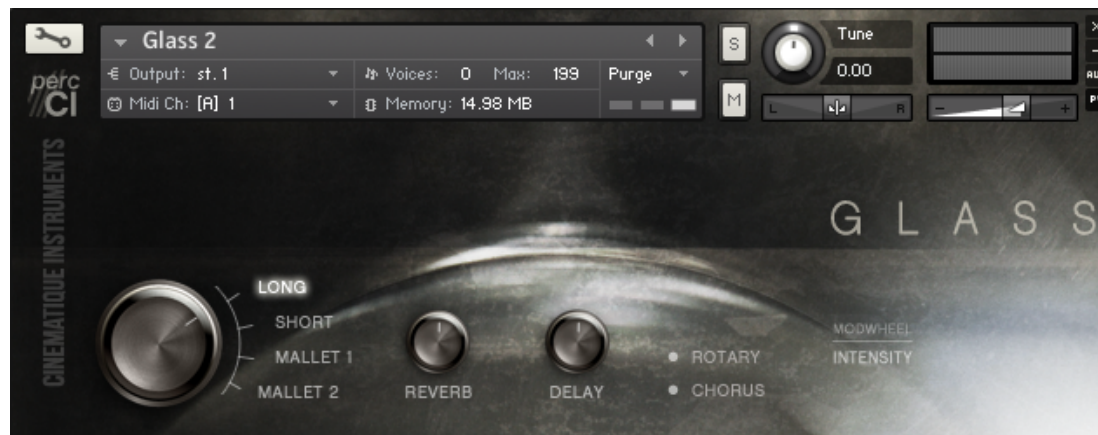 Glass 2
S
Tune
Output: st. 1
Voices: 0 Max: 199
Purge
0.00
perc
//CI
Midi Ch: [A] 1
Memory: 14.98 MB
M
L
R
-
+
CINEMATIQUE INSTRUMENTS
GLASS
LONG
SHORT
MALLET 1
MALLET 2
REVERB
DELAY
ROTARY
CHORUS
MODWHEEL
INTENSITY